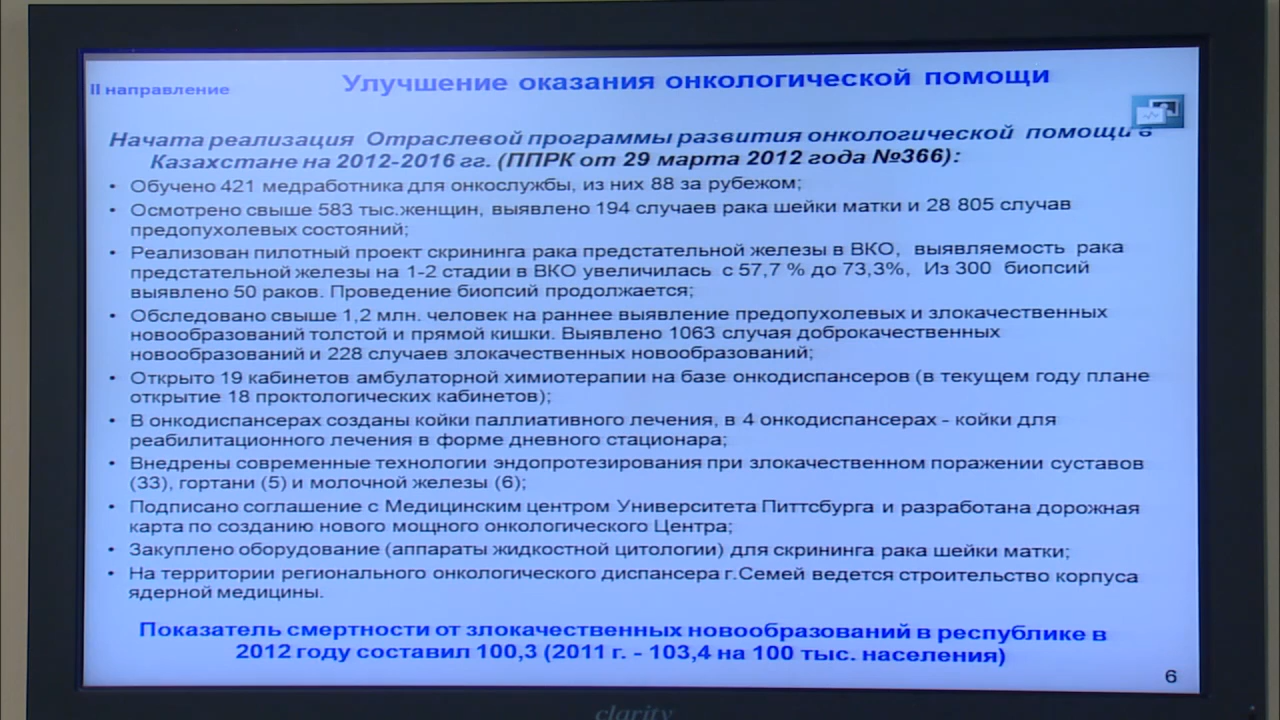 II направление
Улучшение оказания онкологической помощи
Начата реализация Отраслевой программы развития онкологической помощи в
Казахстане на 2012-2016 гг. (ППРК от 29 марта 2012 года №366):
• Обучено 421 медработника для онкослужбы, из них 88 за рубежом;
• Осмотрено свыше 583 тыс.женщин, выявлено 194 случаев рака шейки матки и 28 805 случав
предопухолевых состояний;
• Реализован пилотный проект скрининга рака предстательной железы в ВКО, выявляемость рака
предстательной железы на 1-2 стадии в ВКО увеличилась с 57,7 % до 73,3%, Из 300 биопсий
выявлено 50 раков. Проведение биопсий продолжается;
• Обследовано свыше 1,2 млн. человек на раннее выявление предопухолевых и злокачественных
новообразований толстой и прямой кишки. Выявлено 1063 случая доброкачественных
новообразований и 228 случаев злокачественных новообразований;
• Открыто 19 кабинетов амбулаторной химиотерапии на базе онкодиспансеров (в текущем году плане
открытие 18 проктологических кабинетов);
• В онкодиспансерах созданы койки паллиативного лечения, в 4 онкодиспансерах - койки для
реабилитационного лечения в форме дневного стационара;
• Внедрены современные технологии эндопротезирования при злокачественном поражении суставов
(33), гортани (5) и молочной железы (6);
• Подписано соглашение с Медицинским центром Университета Питтсбурга и разработана дорожная
карта по созданию нового мощного онкологического Центра;
• Закуплено оборудование (аппараты жидкостной цитологии) для скрининга рака шейки матки;
• На территории регионального онкологического диспансера г.Семей ведется строительство корпуса
ядерной медицины.
Показатель смертности от злокачественных новообразований в республике в
2012 году составил 100,3 (2011 г. - 103,4 на 100 тыс. населения)
6
clarity